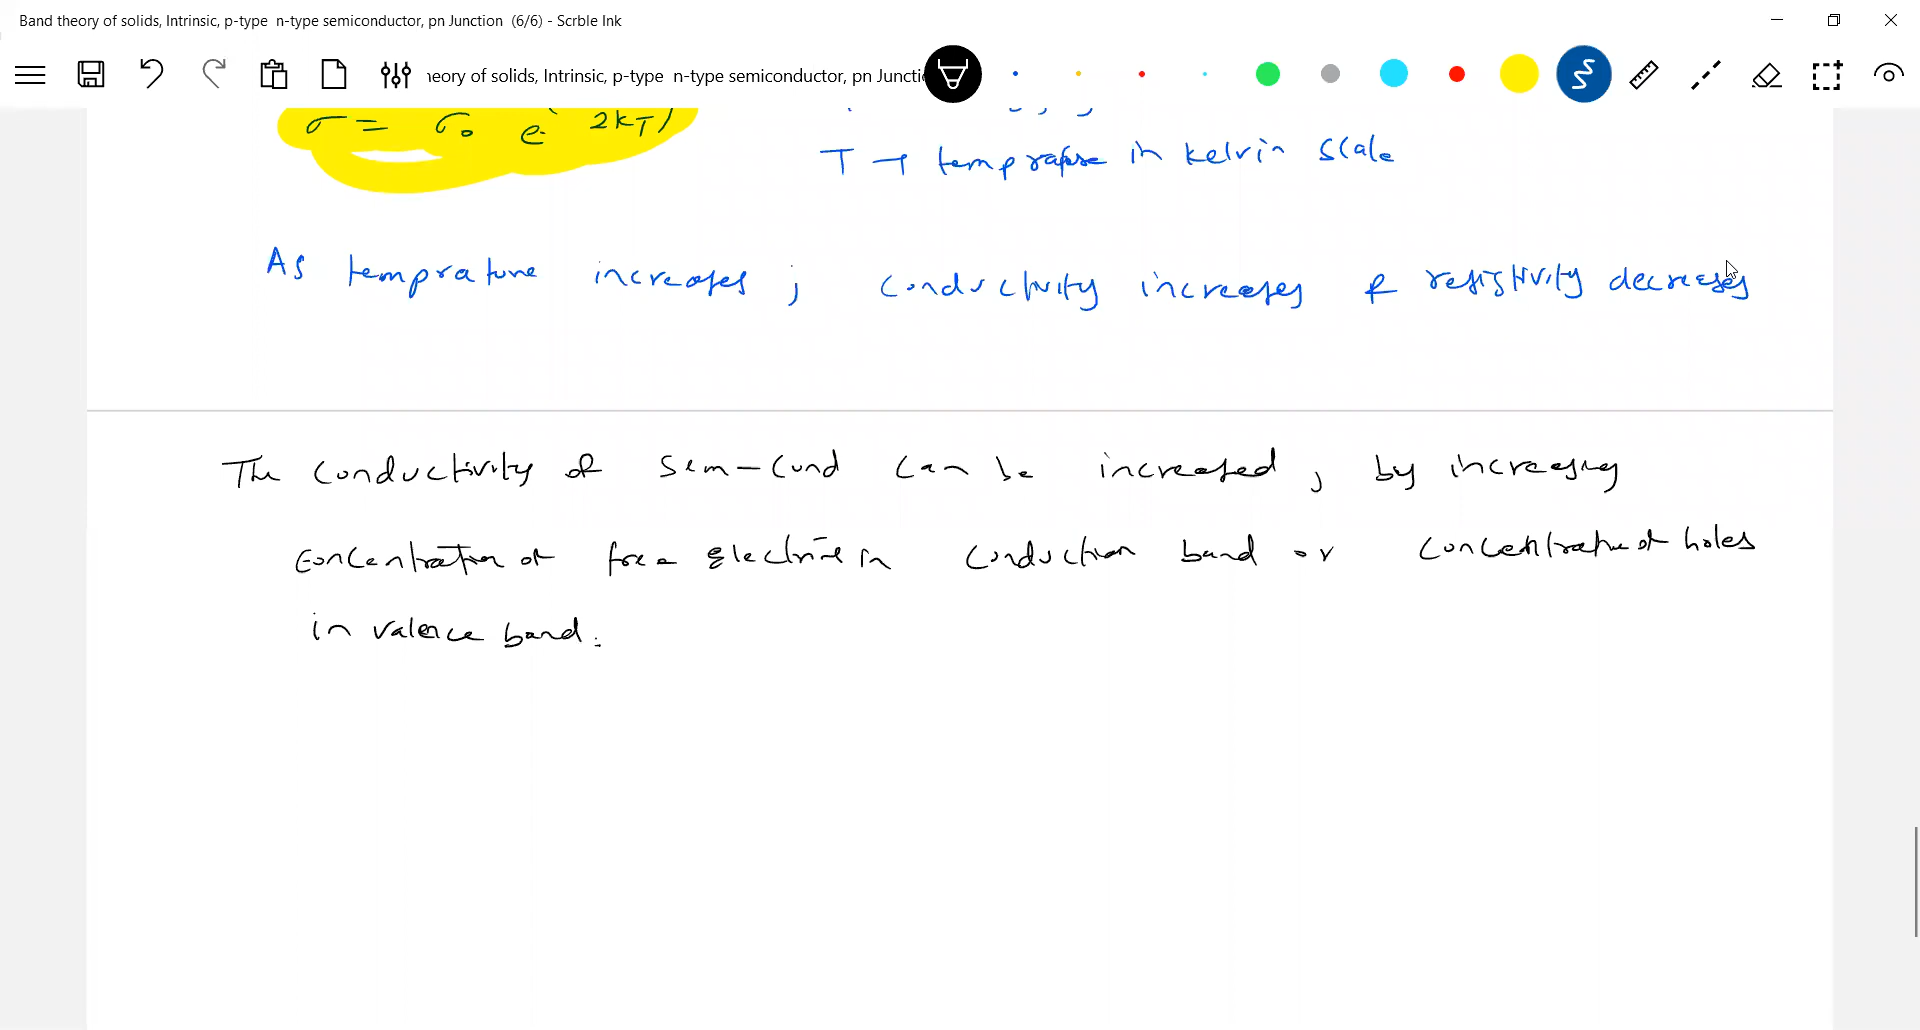 Band theory of solids, Intrinsic, p-type n-type semiconductor, pn Junction (6/6) - Scrble Ink
neory of solids, Intrinsic, p-type n-type semiconductor, pn Juncti
σ = σ₀ e 2kT)
T → temprature in kelvin scale
As temprature increases ; conductivity increases & resistivity decreases
The conductivity of sem-cond can be increased , by increasing
concentration of free electrons in conduction band or concentration of holes
in valence band.